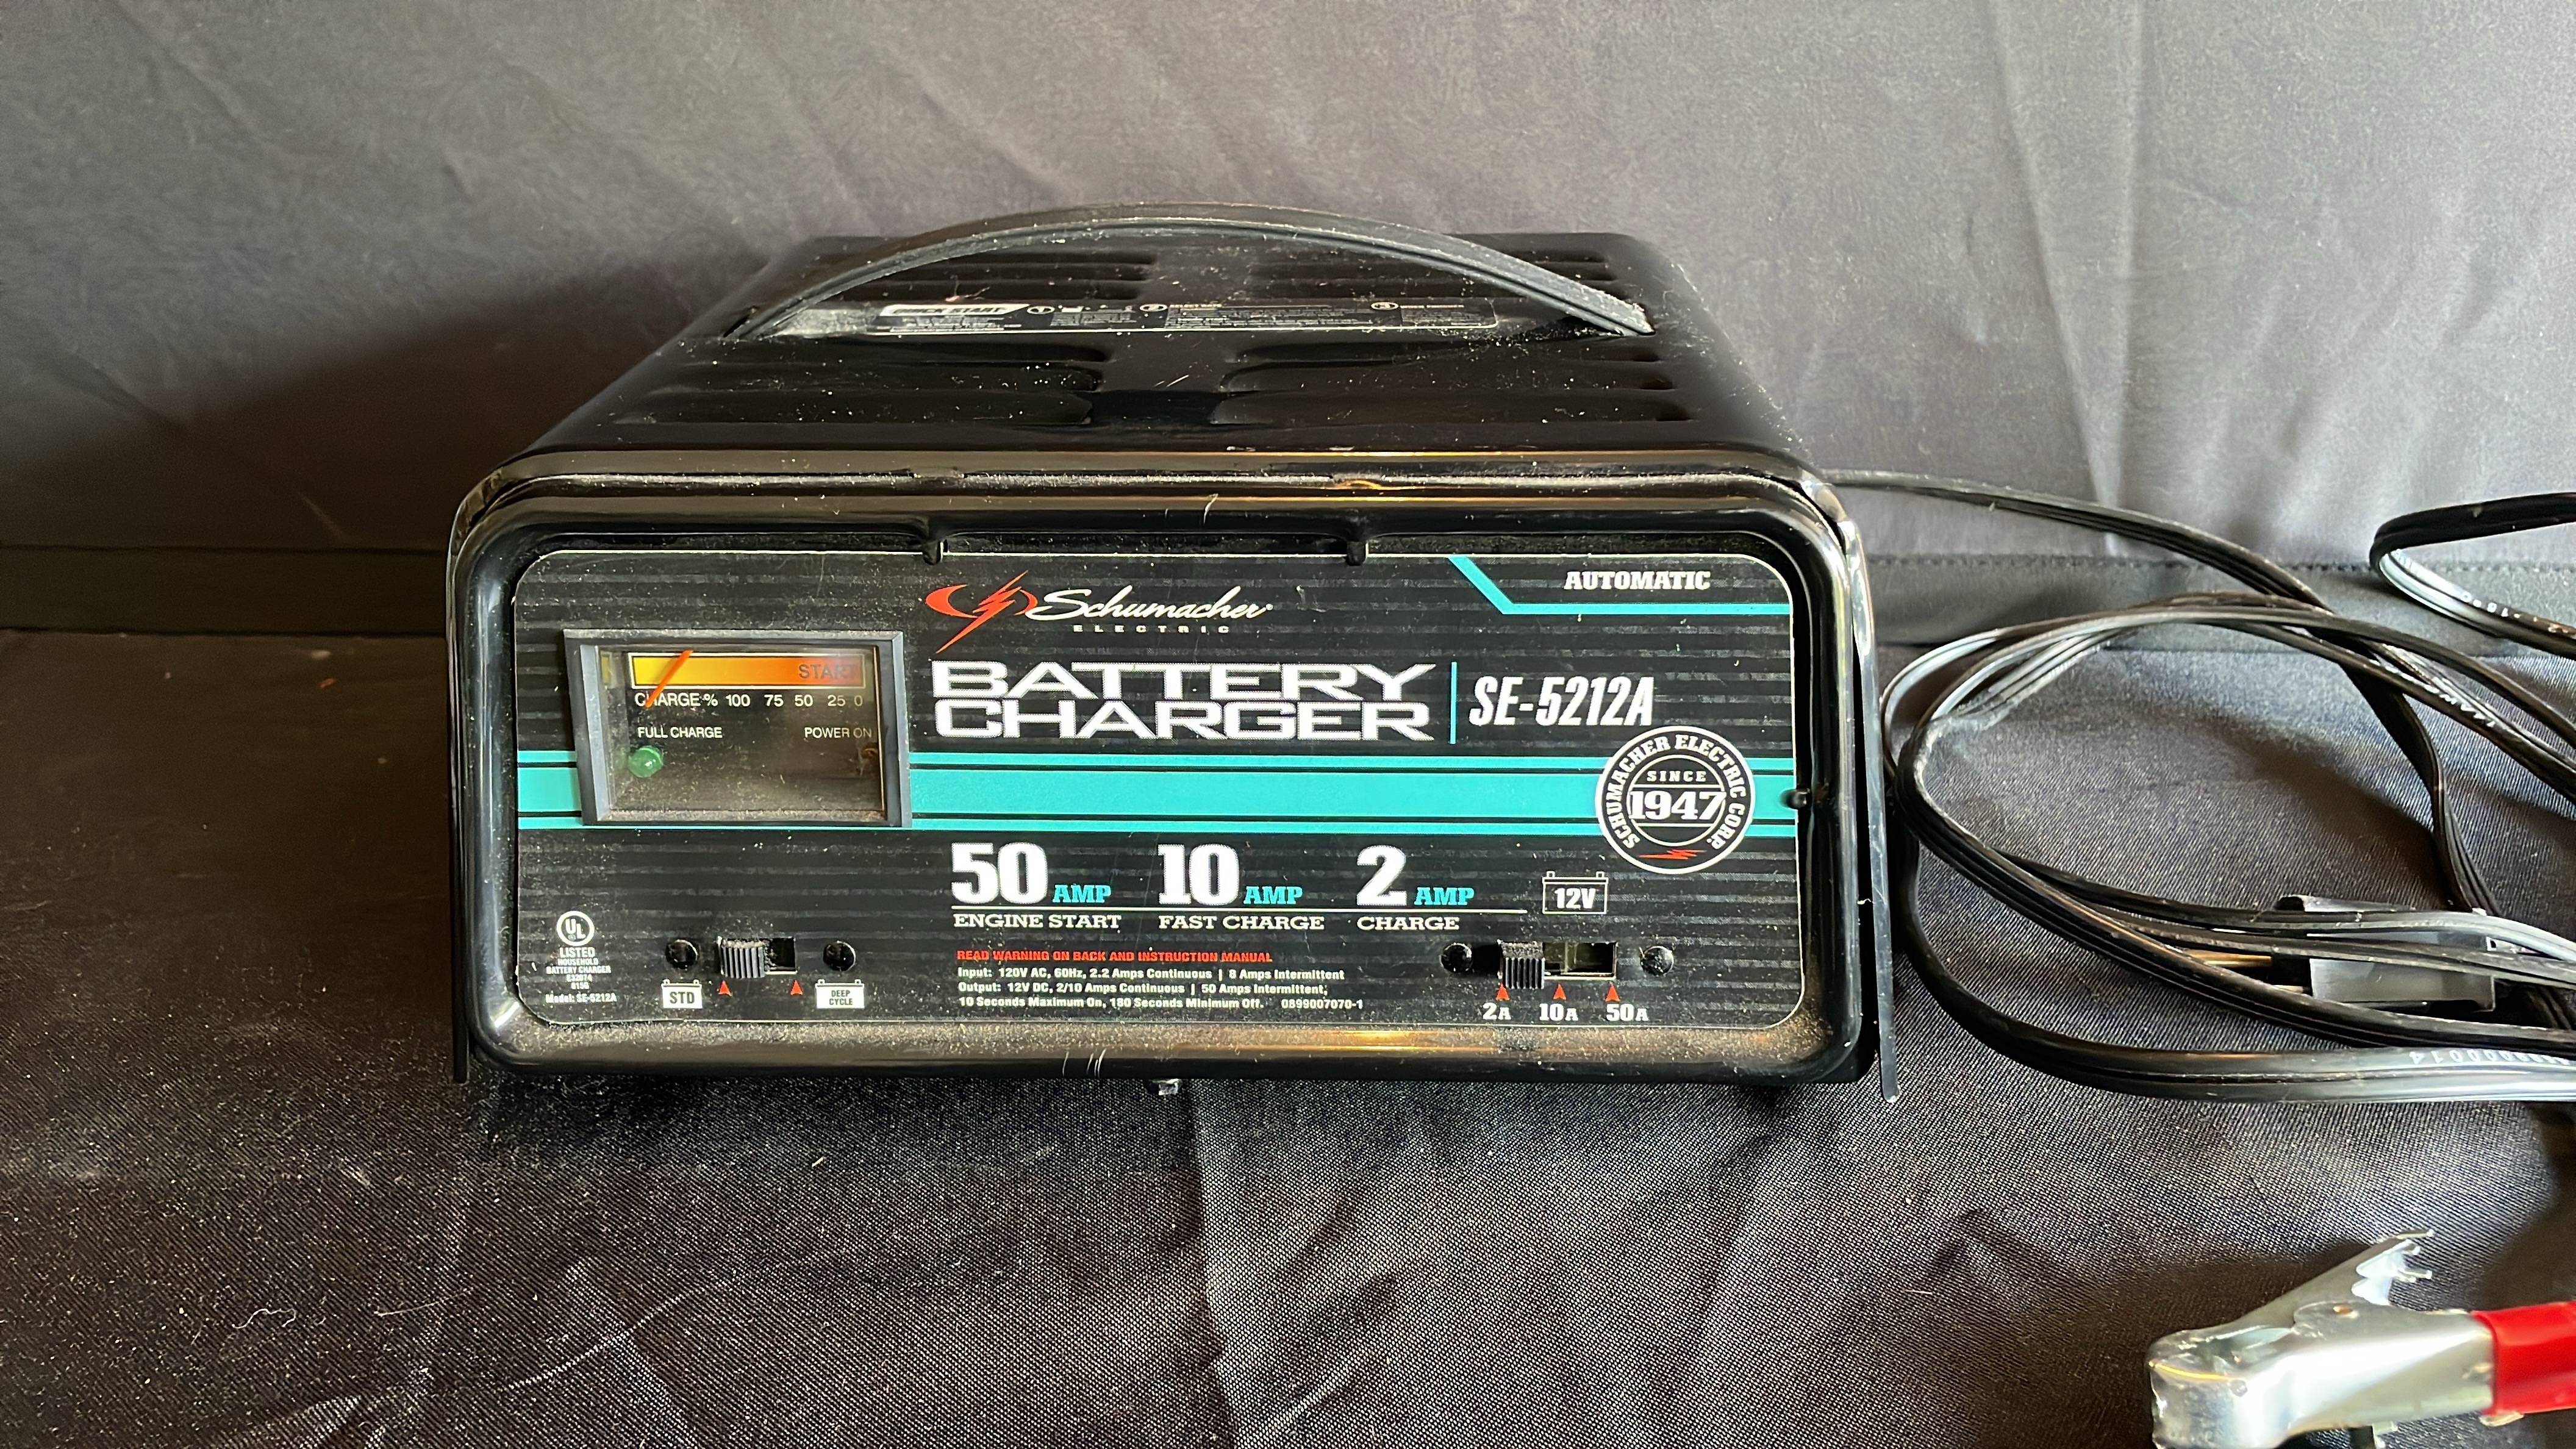 Schumacher
ELECTRIC
AUTOMATIC
BATTERY
CHARGER
SE-5212A
START
CHARGE % 100 75 50 25 0
FULL CHARGE POWER ON
SCHUMACHER ELECTRIC CORP.
SINCE
1947
50 AMP 10 AMP 2 AMP
ENGINE START FAST CHARGE CHARGE
12V
UL
LISTED
HOUSEHOLD
BATTERY CHARGER
Model: SE-5212A
STD
DEEP
CYCLE
READ WARNING ON BACK AND INSTRUCTION MANUAL
Input: 120V AC, 60Hz, 2.2 Amps Continuous | 8 Amps Intermittent
Output: 12V DC, 2/10 Amps Continuous | 50 Amps Intermittent,
10 Seconds Maximum On, 180 Seconds Minimum Off. 0899007070-1
2A 10A 50A